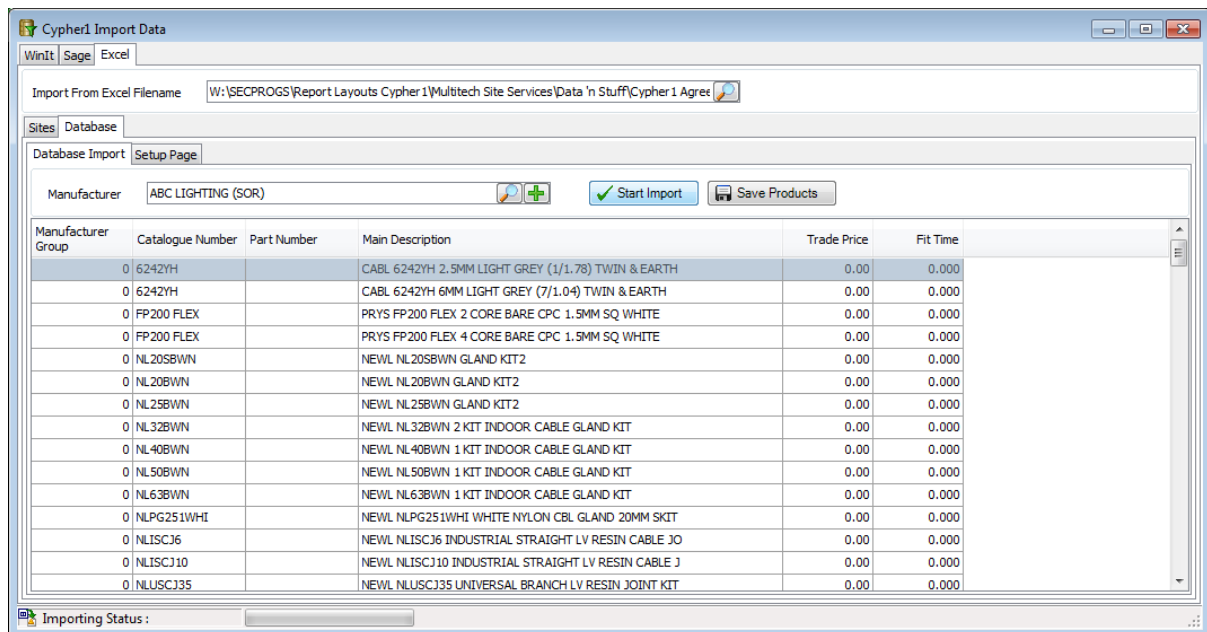 Cypher1 Import Data
WinIt Sage Excel
Import From Excel Filename W:\SECPROGS\Report Layouts Cypher1\Multitech Site Services\Data 'n Stuff\Cypher1 Agree
Sites Database
Database Import Setup Page
Manufacturer ABC LIGHTING (SOR) Start Import Save Products
Manufacturer Group Catalogue Number Part Number Main Description Trade Price Fit Time
0 6242YH CABL 6242YH 2.5MM LIGHT GREY (1/1.78) TWIN & EARTH 0.00 0.000
0 6242YH CABL 6242YH 6MM LIGHT GREY (7/1.04) TWIN & EARTH 0.00 0.000
0 FP200 FLEX PRYS FP200 FLEX 2 CORE BARE CPC 1.5MM SQ WHITE 0.00 0.000
0 FP200 FLEX PRYS FP200 FLEX 4 CORE BARE CPC 1.5MM SQ WHITE 0.00 0.000
0 NL20SBWN NEWL NL20SBWN GLAND KIT2 0.00 0.000
0 NL20BWN NEWL NL20BWN GLAND KIT2 0.00 0.000
0 NL25BWN NEWL NL25BWN GLAND KIT2 0.00 0.000
0 NL32BWN NEWL NL32BWN 2 KIT INDOOR CABLE GLAND KIT 0.00 0.000
0 NL40BWN NEWL NL40BWN 1 KIT INDOOR CABLE GLAND KIT 0.00 0.000
0 NL50BWN NEWL NL50BWN 1 KIT INDOOR CABLE GLAND KIT 0.00 0.000
0 NL63BWN NEWL NL63BWN 1 KIT INDOOR CABLE GLAND KIT 0.00 0.000
0 NLPG251WHI NEWL NLPG251WHI WHITE NYLON CBL GLAND 20MM SKIT 0.00 0.000
0 NLISCJ6 NEWL NLISCJ6 INDUSTRIAL STRAIGHT LV RESIN CABLE JO 0.00 0.000
0 NLISCJ10 NEWL NLISCJ10 INDUSTRIAL STRAIGHT LV RESIN CABLE J 0.00 0.000
0 NLUSCJ35 NEWL NLUSCJ35 UNIVERSAL BRANCH LV RESIN JOINT KIT 0.00 0.000
Importing Status :